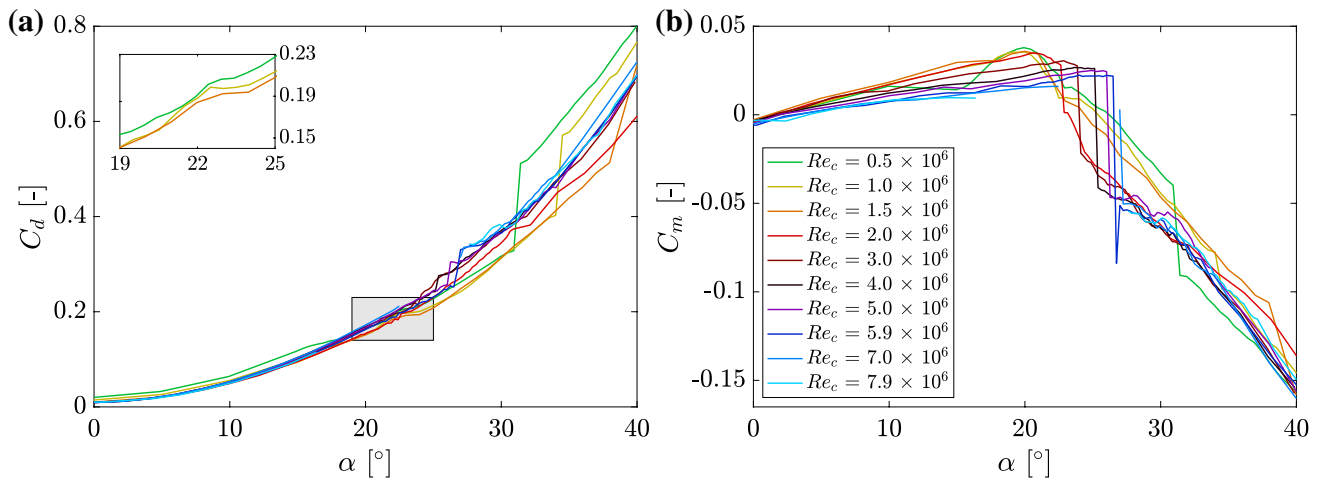 (a)
C_d [-]
0.8
0.6
0.4
0.2
0
0.23
0.19
0.15
19 22 25
0 10 20 30 40
α [°]
(b)
C_m [-]
0.05
0
-0.05
-0.1
-0.15
Re_c = 0.5 × 10^6
Re_c = 1.0 × 10^6
Re_c = 1.5 × 10^6
Re_c = 2.0 × 10^6
Re_c = 3.0 × 10^6
Re_c = 4.0 × 10^6
Re_c = 5.0 × 10^6
Re_c = 5.9 × 10^6
Re_c = 7.0 × 10^6
Re_c = 7.9 × 10^6
0 10 20 30 40
α [°]